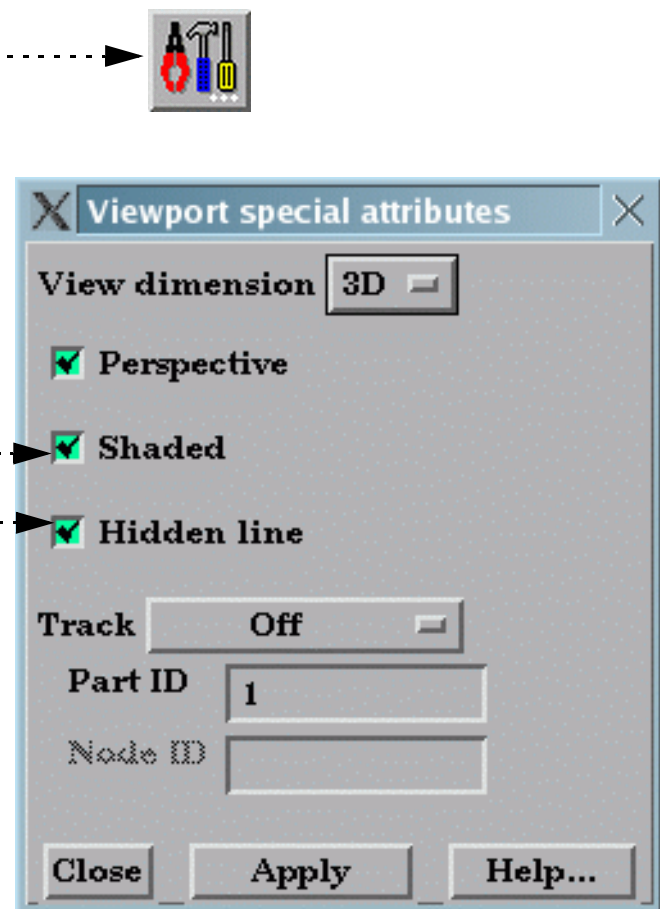 Viewport special attributes
View dimension 3D
Perspective
Shaded
Hidden line
Track Off
Part ID 1
Node ID
Close Apply Help...